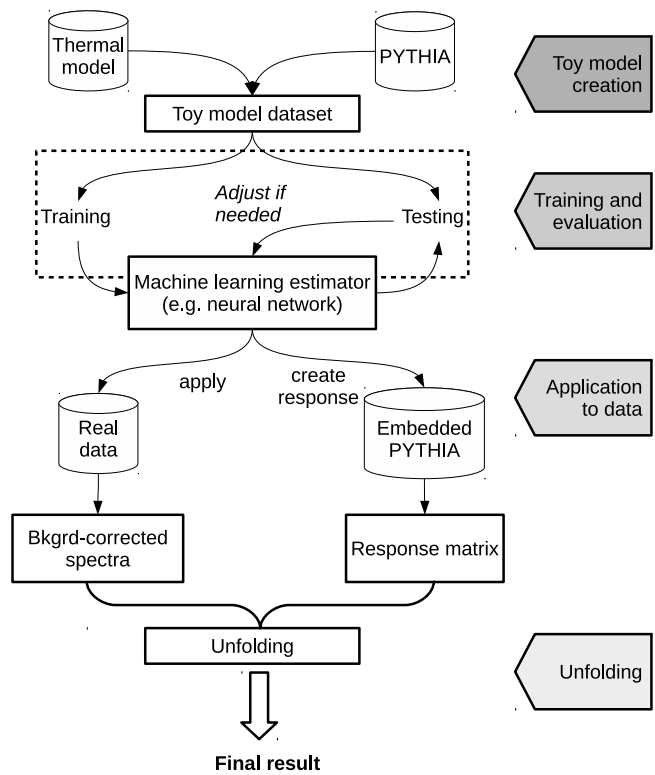 Thermal
model
PYTHIA
Toy model
creation
Toy model dataset
Training
Adjust if
needed
Testing
Training and
evaluation
Machine learning estimator
(e.g. neural network)
apply
create
response
Application
to data
Real
data
Embedded
PYTHIA
Bkgrd-corrected
spectra
Response matrix
Unfolding
Unfolding
Final result